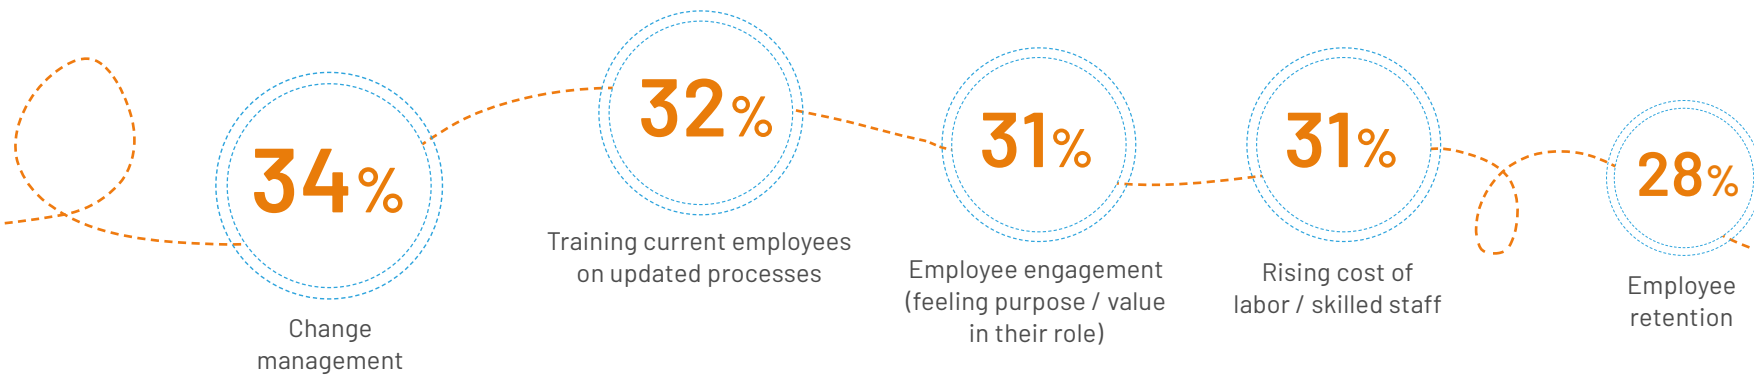 34%
Change
management
32%
Training current employees
on updated processes
31%
Employee engagement
(feeling purpose / value
in their role)
31%
Rising cost of
labor / skilled staff
28%
Employee
retention